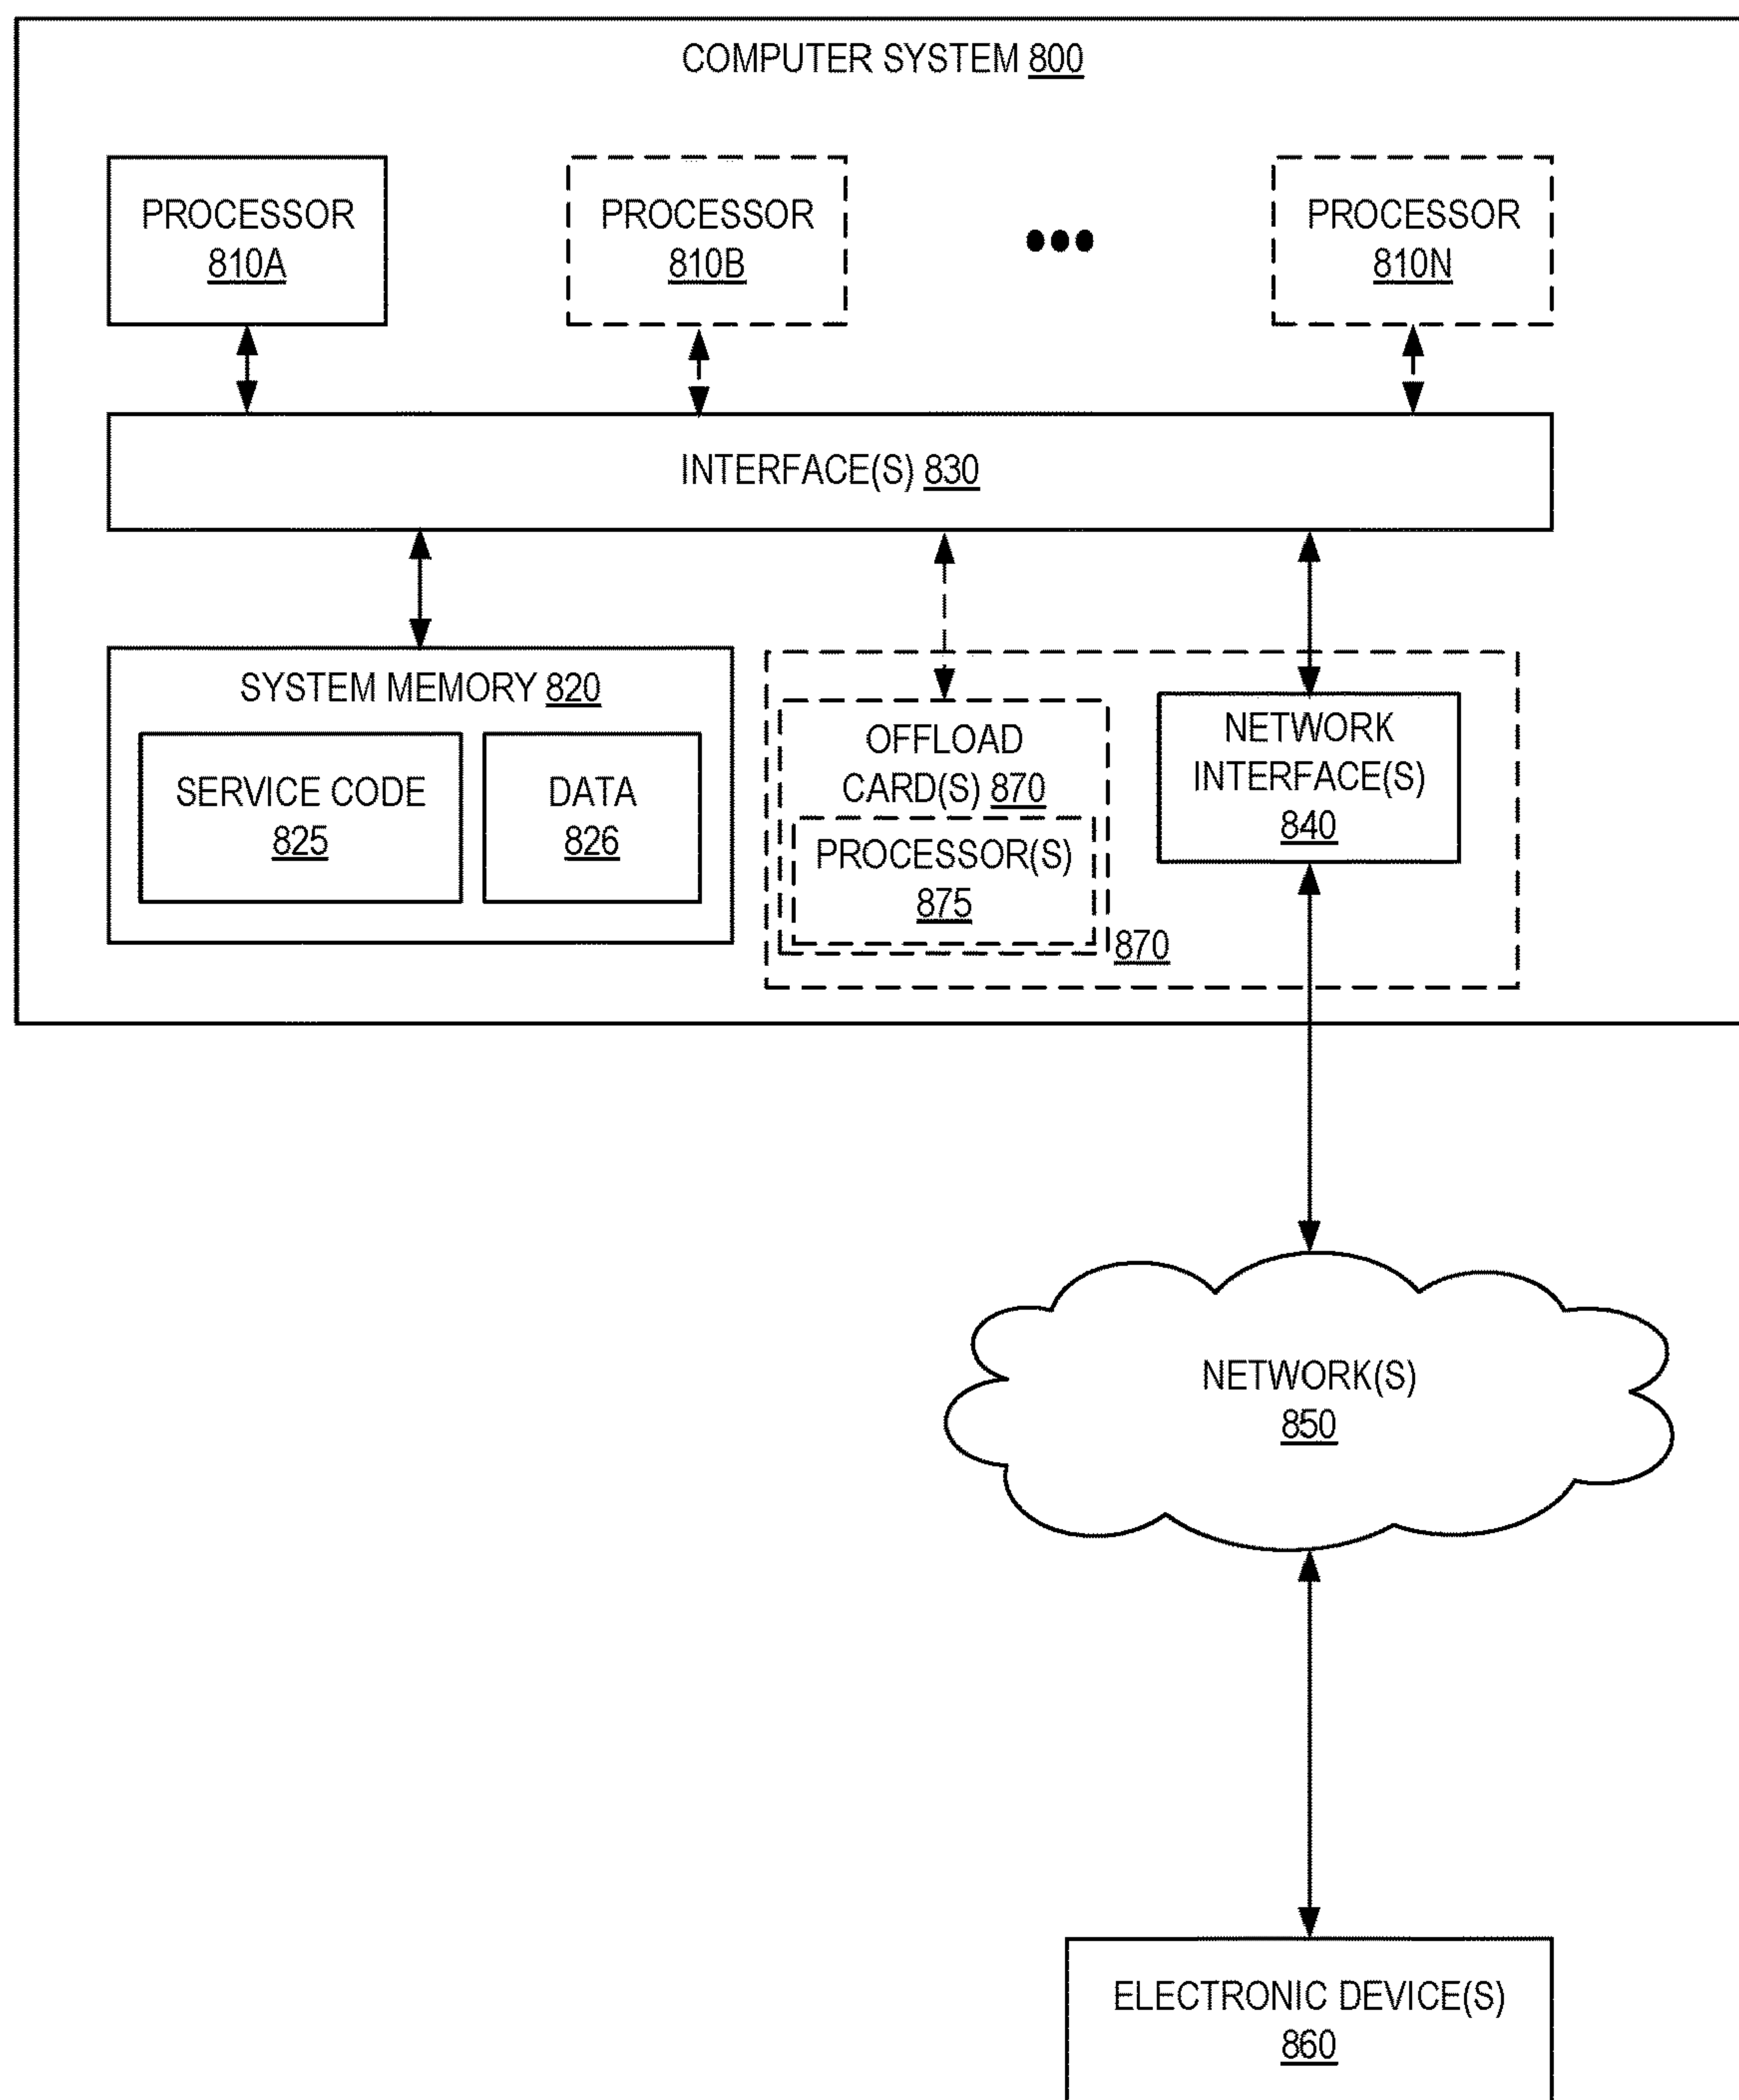 COMPUTER SYSTEM 800
PROCESSOR
810A
PROCESSOR
810B
PROCESSOR
810N
INTERFACE(S) 830
SYSTEM MEMORY 820
SERVICE CODE
825
DATA
826
OFFLOAD
CARD(S) 870
PROCESSOR(S)
875
870
NETWORK
INTERFACE(S)
840
NETWORK(S)
850
ELECTRONIC DEVICE(S)
860